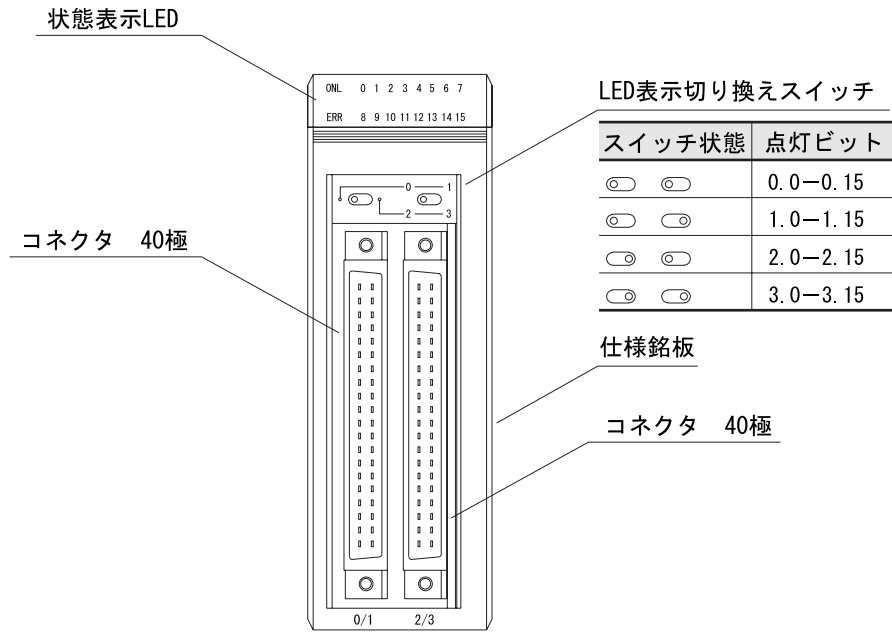 状態表示LED
ONL 0 1 2 3 4 5 6 7
ERR 8 9 10 11 12 13 14 15
LED表示切り換えスイッチ
スイッチ状態 点灯ビット
0.0－0.15
1.0－1.15
2.0－2.15
3.0－3.15
0 1
2 3
コネクタ　40極
仕様銘板
コネクタ　40極
0/1 2/3